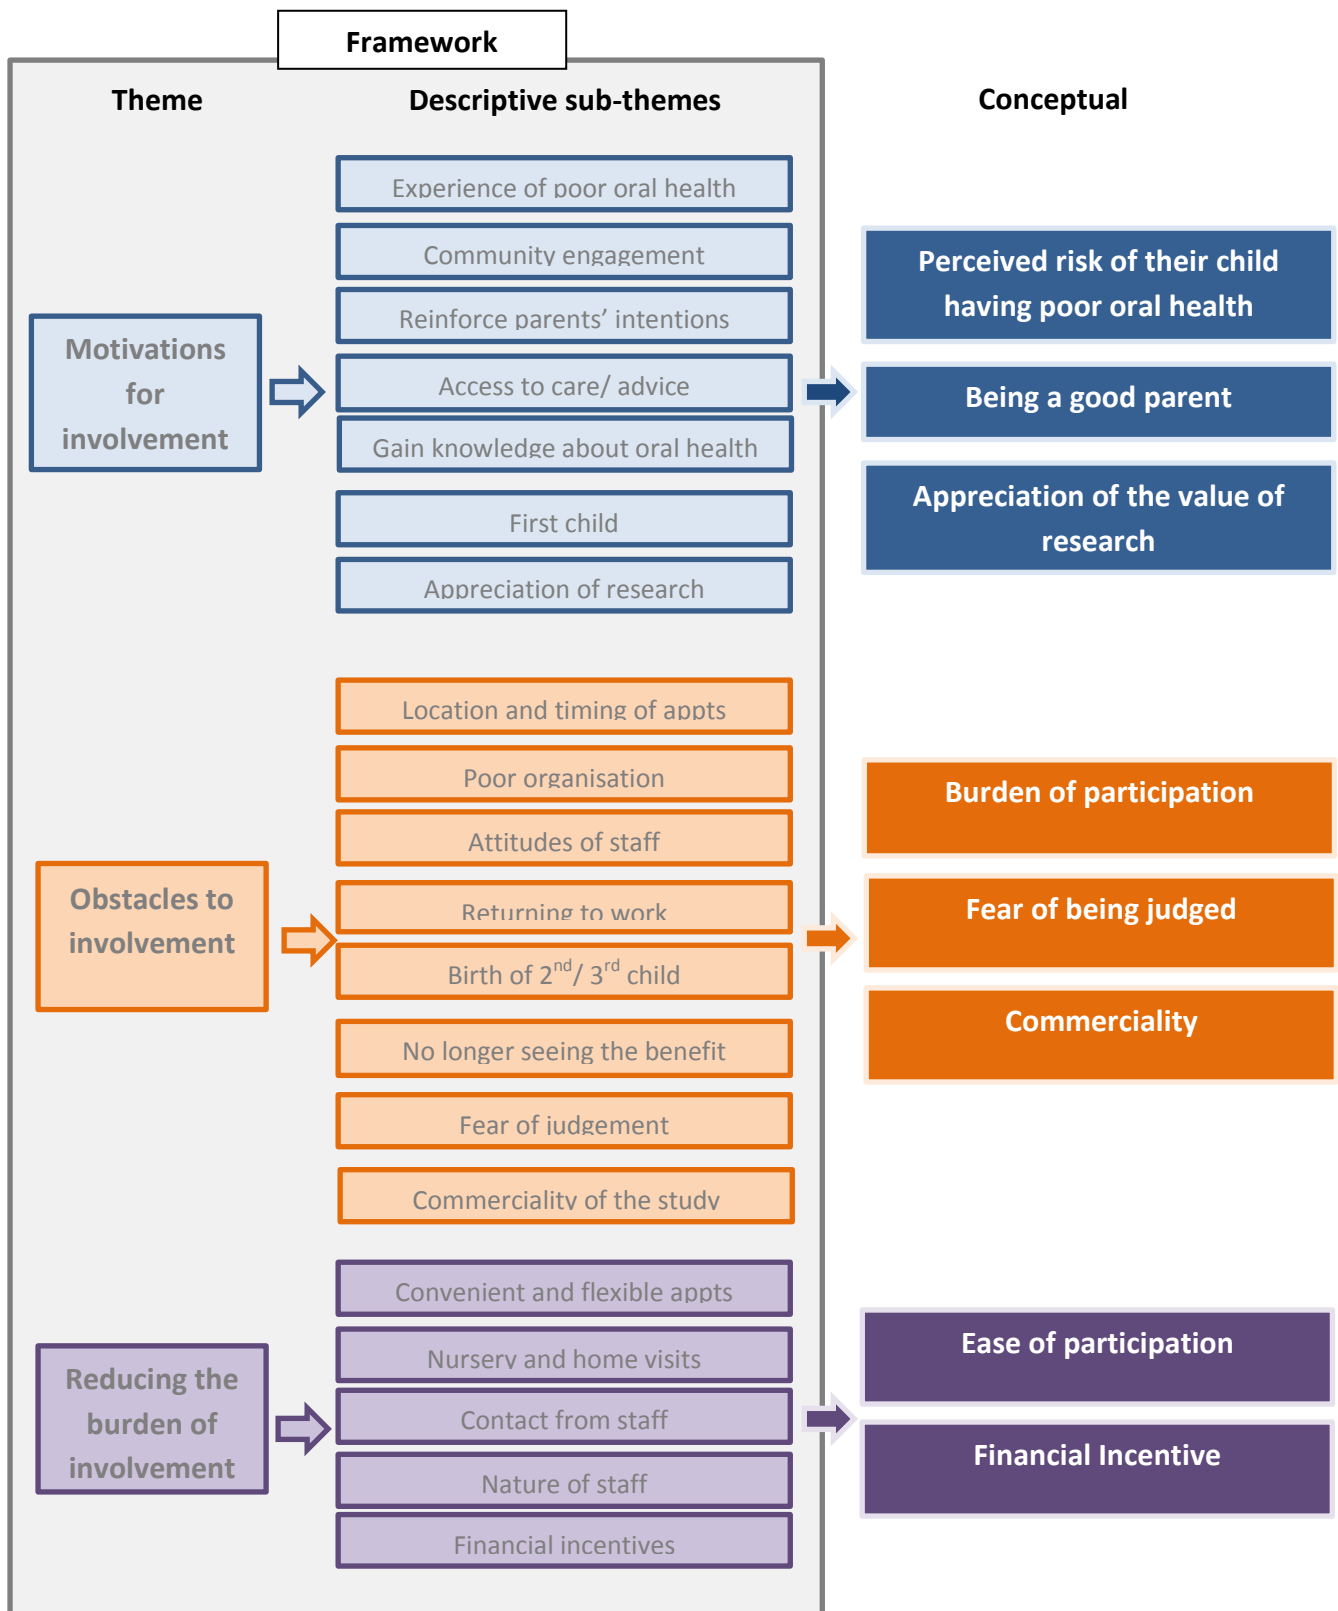 Framework
Theme
Descriptive sub-themes
Conceptual
Motivations
for
involvement
Experience of poor oral health
Community engagement
Reinforce parents’ intentions
Access to care/ advice
Gain knowledge about oral health
First child
Appreciation of research
Perceived risk of their child
having poor oral health
Being a good parent
Appreciation of the value of
research
Obstacles to
involvement
Location and timing of appts
Poor organisation
Attitudes of staff
Returning to work
Birth of 2nd/ 3rd child
No longer seeing the benefit
Fear of judgement
Commerciality of the study
Burden of participation
Fear of being judged
Commerciality
Reducing the
burden of
involvement
Convenient and flexible appts
Nursery and home visits
Contact from staff
Nature of staff
Financial incentives
Ease of participation
Financial Incentive